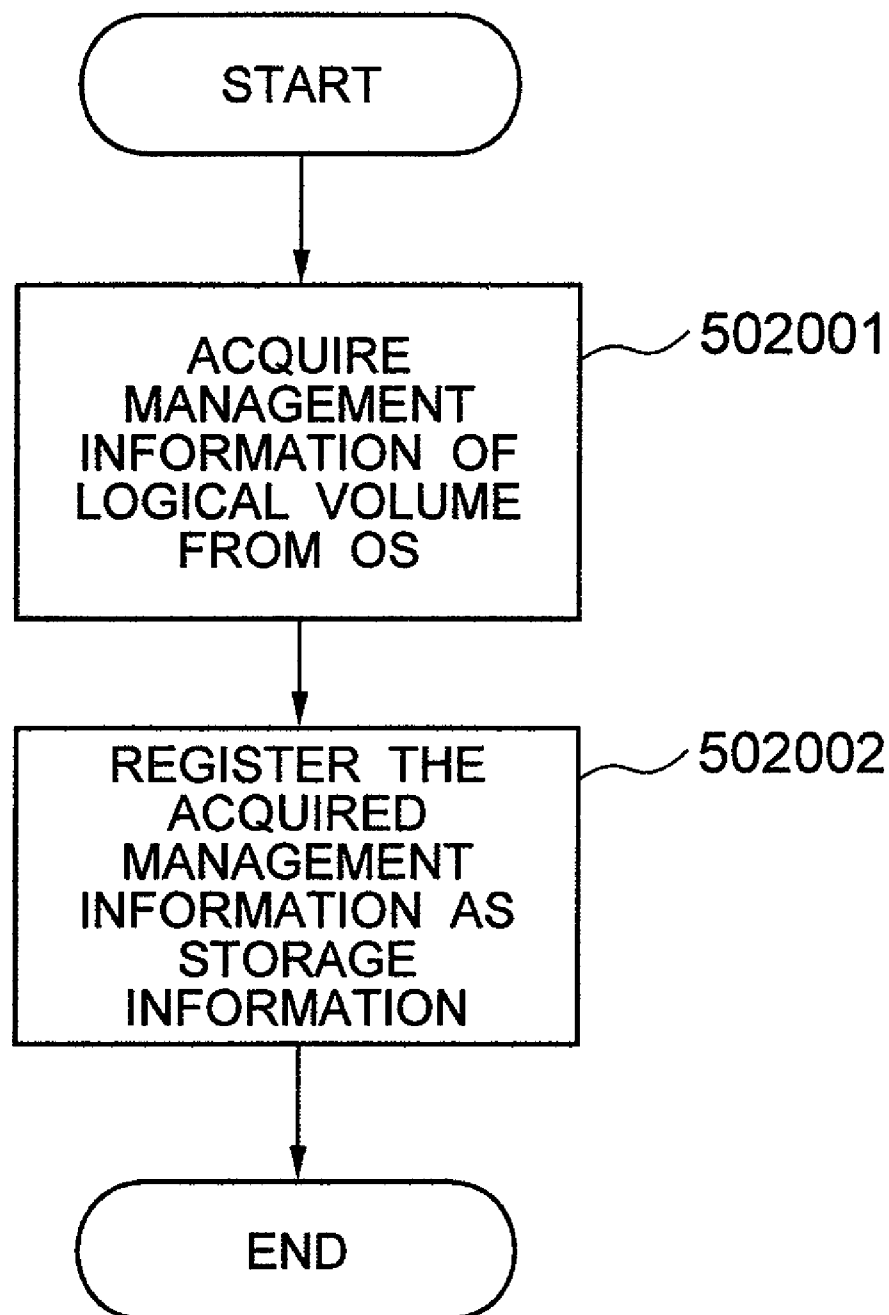 START
ACQUIRE
MANAGEMENT
INFORMATION OF
LOGICAL VOLUME
FROM OS
502001
REGISTER THE
ACQUIRED
MANAGEMENT
INFORMATION AS
STORAGE
INFORMATION
502002
END